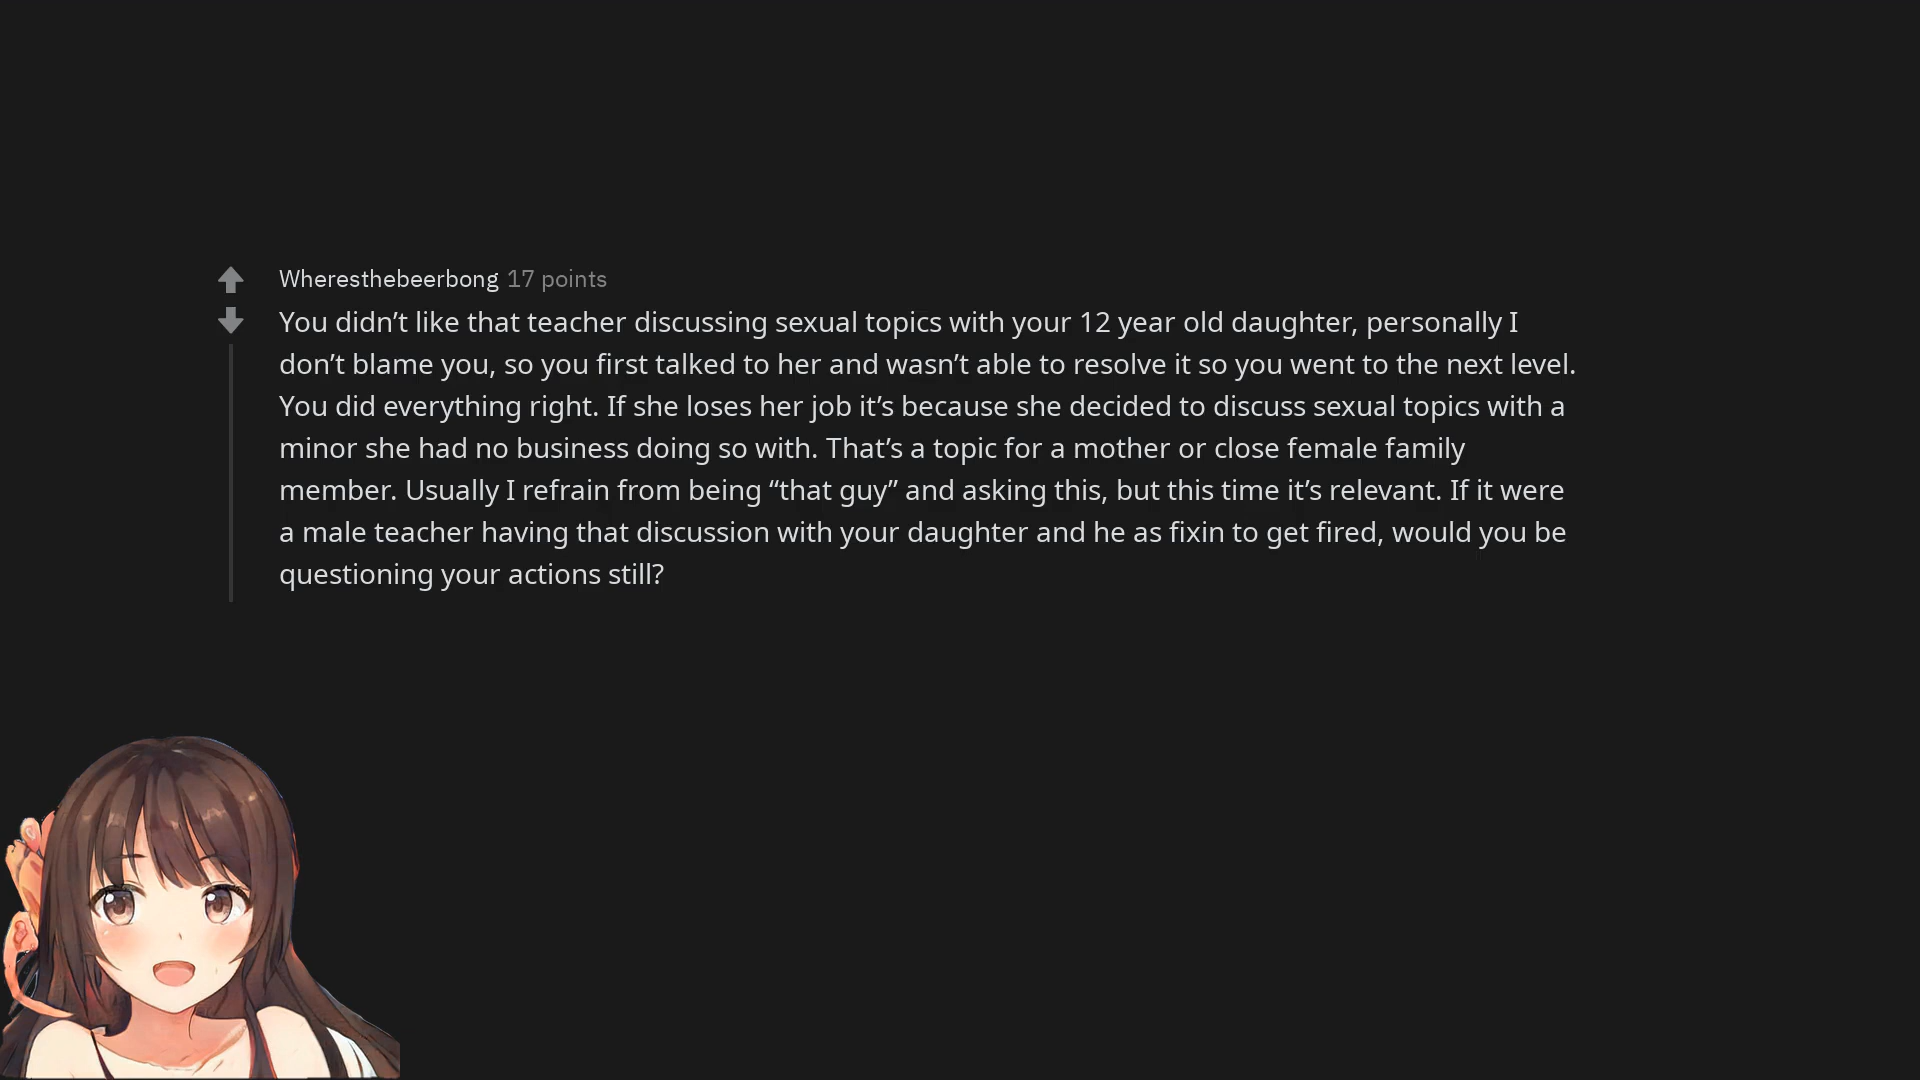 Wheresthebeerbong 17 points
You didn’t like that teacher discussing sexual topics with your 12 year old daughter, personally I
don’t blame you, so you first talked to her and wasn’t able to resolve it so you went to the next level.
You did everything right. If she loses her job it’s because she decided to discuss sexual topics with a
minor she had no business doing so with. That’s a topic for a mother or close female family
member. Usually I refrain from being “that guy” and asking this, but this time it’s relevant. If it were
a male teacher having that discussion with your daughter and he as fixin to get fired, would you be
questioning your actions still?